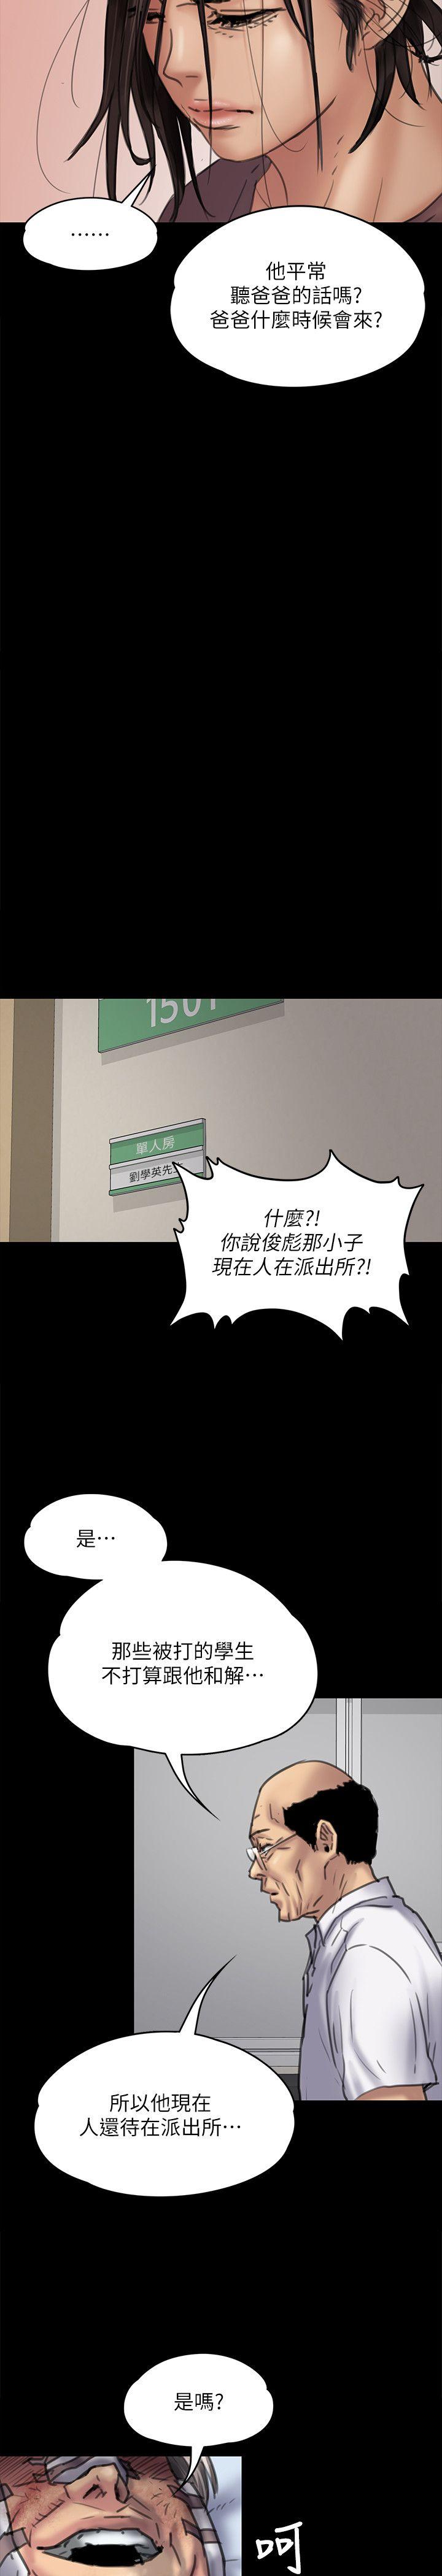 ……
他平常
聽爸爸的話嗎?
爸爸什麼時候會來?
1501
單人房
劉學英先生
什麼?!
你說俊彪那小子
現在人在派出所?!
是…
那些被打的學生
不打算跟他和解…
所以他現在
人還待在派出所…
是嗎?
呵